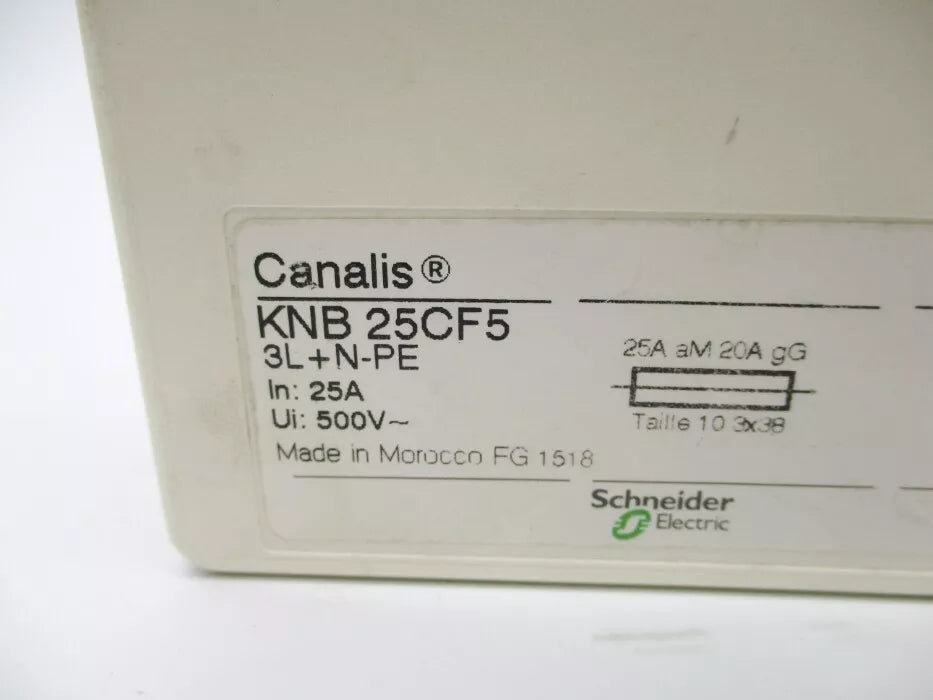 Canalis®
KNB 25CF5
3L+N-PE
In: 25A
Ui: 500V~
Made in Morocco FG 1518
25A aM 20A gG
Taille 10 3x38
Schneider
Electric